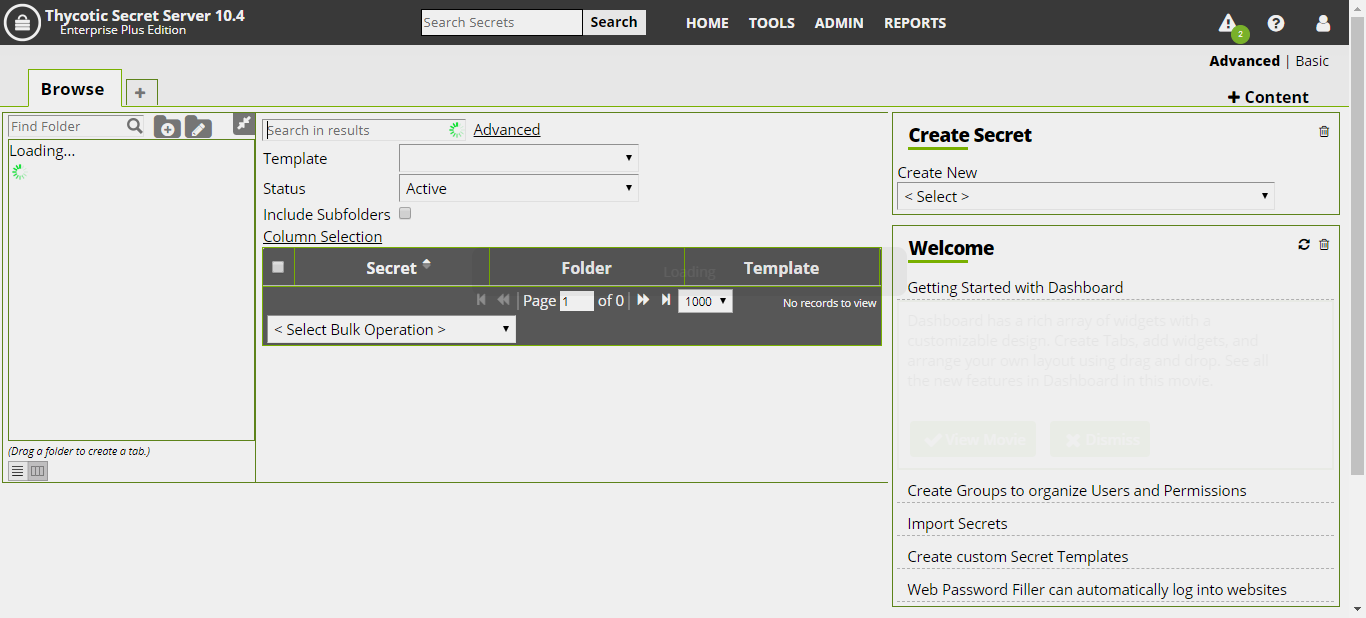 Thycotic Secret Server 10.4
Enterprise Plus Edition
Search Secrets
Search
HOME TOOLS ADMIN REPORTS
2
Advanced | Basic
Browse
+
+ Content
Find Folder
Loading...
(Drag a folder to create a tab.)
Search in results
Advanced
Template
Status
Active
Include Subfolders
Column Selection
Secret Folder Template
Loading
Page 1 of 0 1000 No records to view
< Select Bulk Operation >
Create Secret
Create New
< Select >
Welcome
Getting Started with Dashboard
Dashboard has a rich array of widgets with a
customizable design. Create Tabs, add widgets, and
arrange your own layout using drag and drop. See all
the new features in Dashboard in this movie.
View Movie Dismiss
Create Groups to organize Users and Permissions
Import Secrets
Create custom Secret Templates
Web Password Filler can automatically log into websites